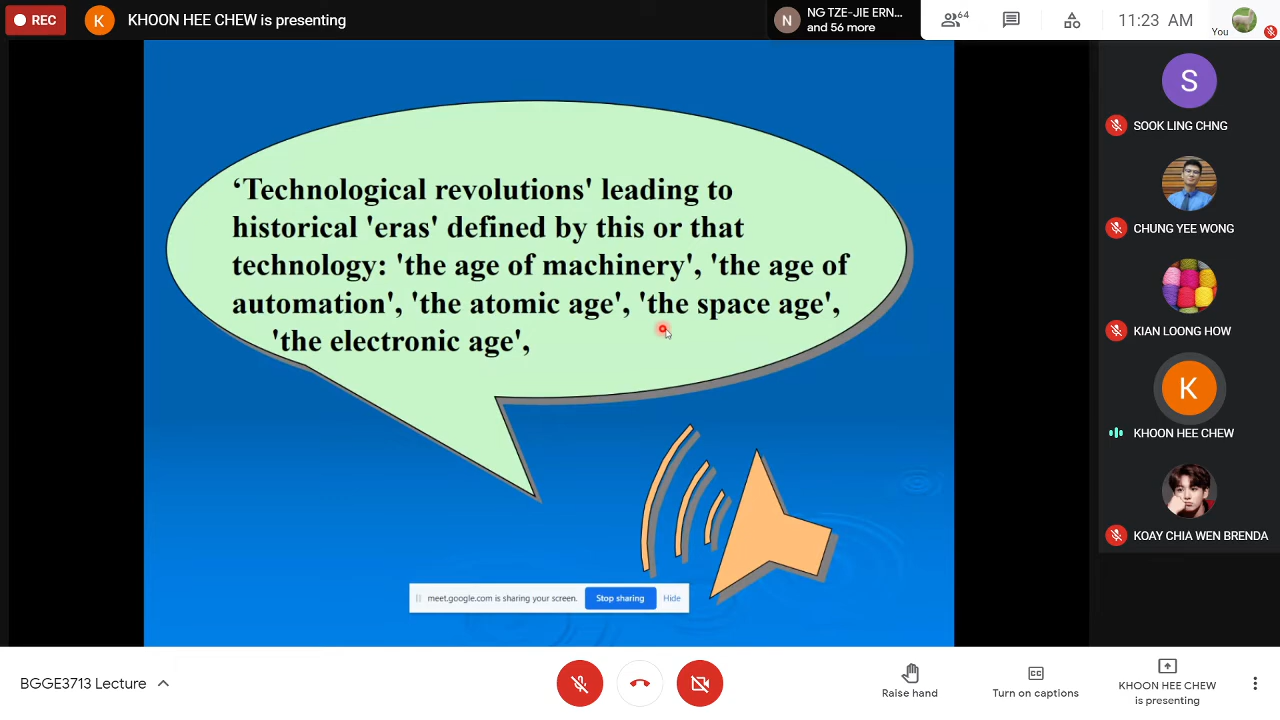 REC
K
KHOON HEE CHEW is presenting
N
NG TZE-JIE ERN...
and 56 more
64
11:23 AM
You
‘Technological revolutions' leading to
historical 'eras' defined by this or that
technology: 'the age of machinery', 'the age of
automation', 'the atomic age', 'the space age',
'the electronic age',
meet.google.com is sharing your screen.
Stop sharing
Hide
S
SOOK LING CHNG
CHUNG YEE WONG
KIAN LOONG HOW
K
KHOON HEE CHEW
KOAY CHIA WEN BRENDA
BGGE3713 Lecture
Raise hand
CC
Turn on captions
KHOON HEE CHEW
is presenting